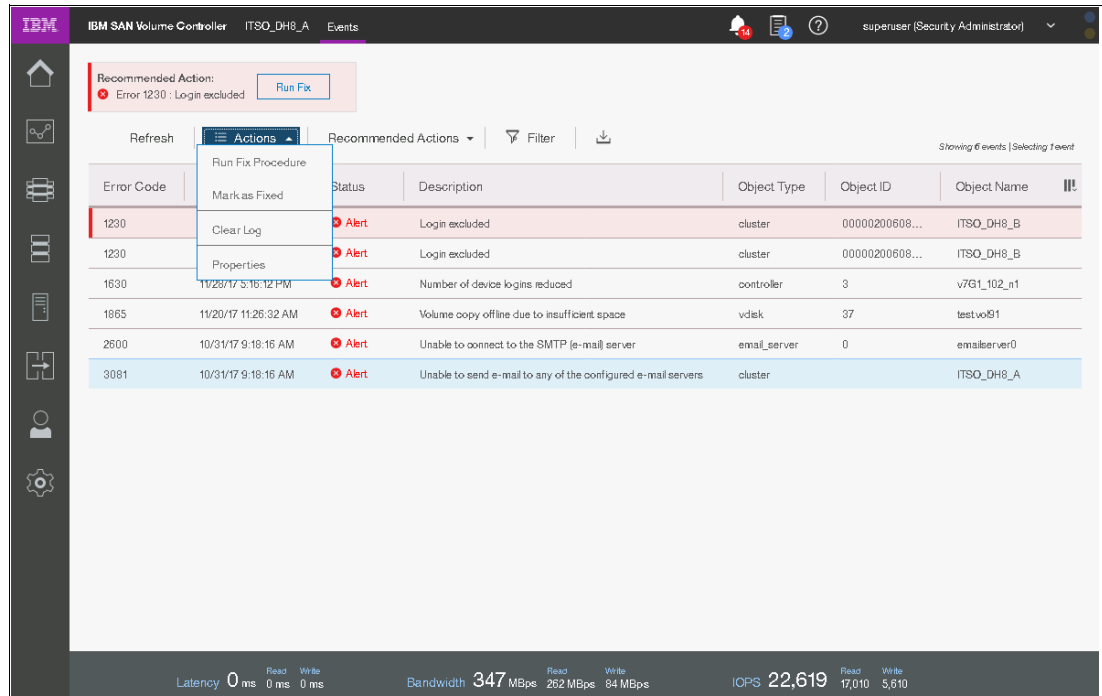 IBM
IBM SAN Volume Controller ITSO_DH8_A Events 14 2 ? superuser (Security Administrator)
Recommended Action:
Error 1230 : Login excluded Run Fix
Refresh Actions Recommended Actions Filter
Showing 6 events | Selecting 1 event
Run Fix Procedure
Mark as Fixed
Clear Log
Properties
Error Code Status Description Object Type Object ID Object Name
1230 Alert Login excluded cluster 00000200608... ITSO_DH8_B
1230 Alert Login excluded cluster 00000200608... ITSO_DH8_B
1630 11/28/17 5:16:12 PM Alert Number of device logins reduced controller 3 v7G1_102_n1
1865 11/20/17 11:26:32 AM Alert Volume copy offline due to insufficient space vdisk 37 testvol91
2600 10/31/17 9:18:16 AM Alert Unable to connect to the SMTP (e-mail) server email_server 0 emailserver0
3081 10/31/17 9:18:16 AM Alert Unable to send e-mail to any of the configured e-mail servers cluster ITSO_DH8_A
Read Write Read Write Read Write
Latency 0 ms 0 ms 0 ms Bandwidth 347 MBps 262 MBps 84 MBps IOPS 22,619 17,010 5,610